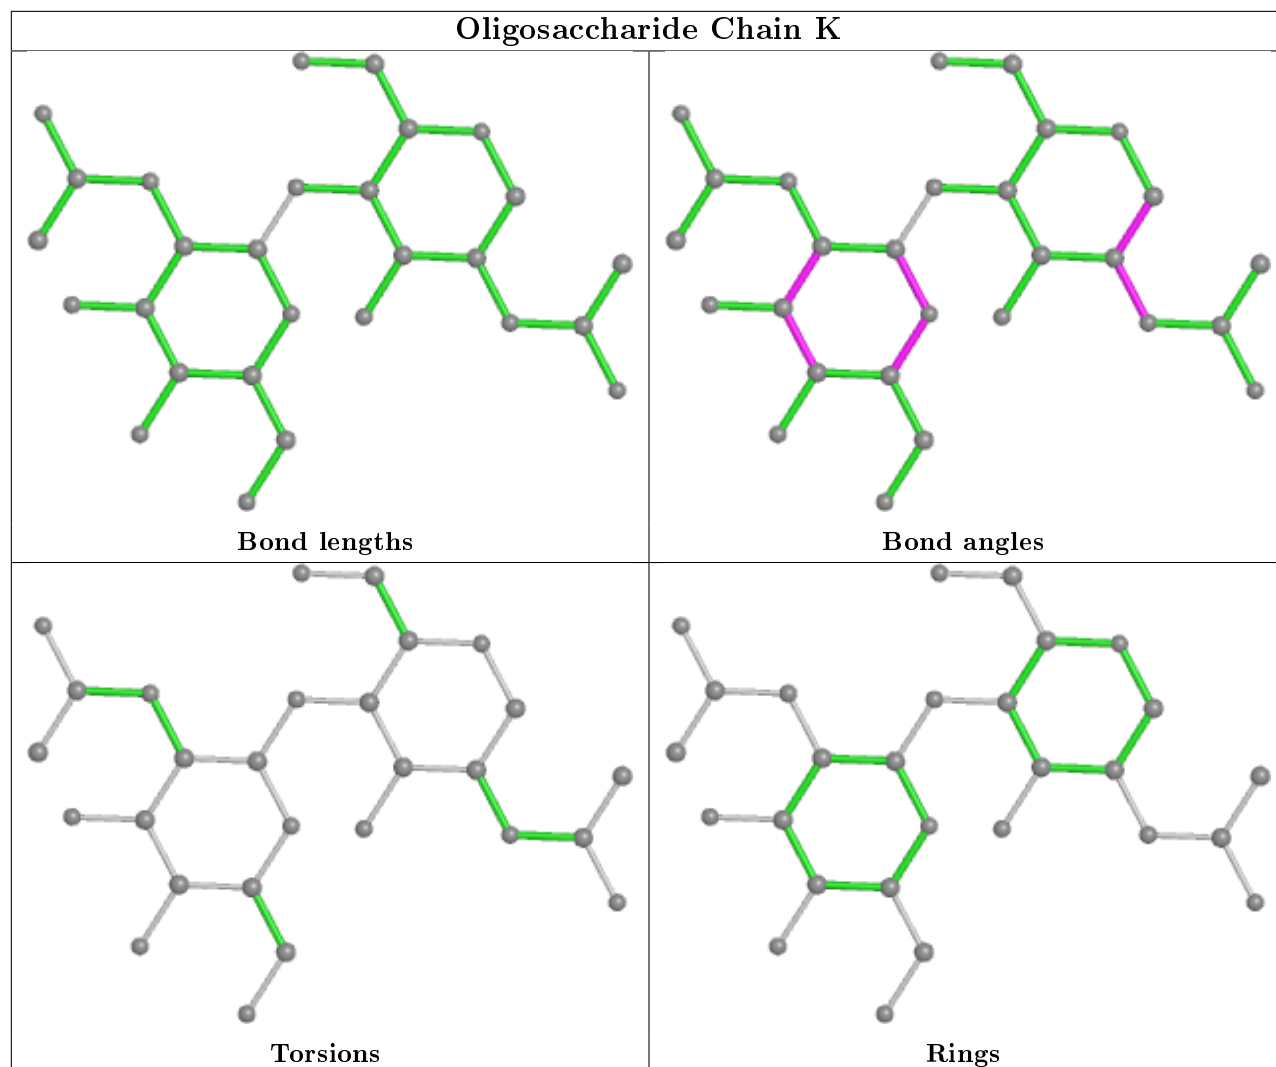 Oligosaccharide Chain K
Bond lengths
Bond angles
Torsions
Rings